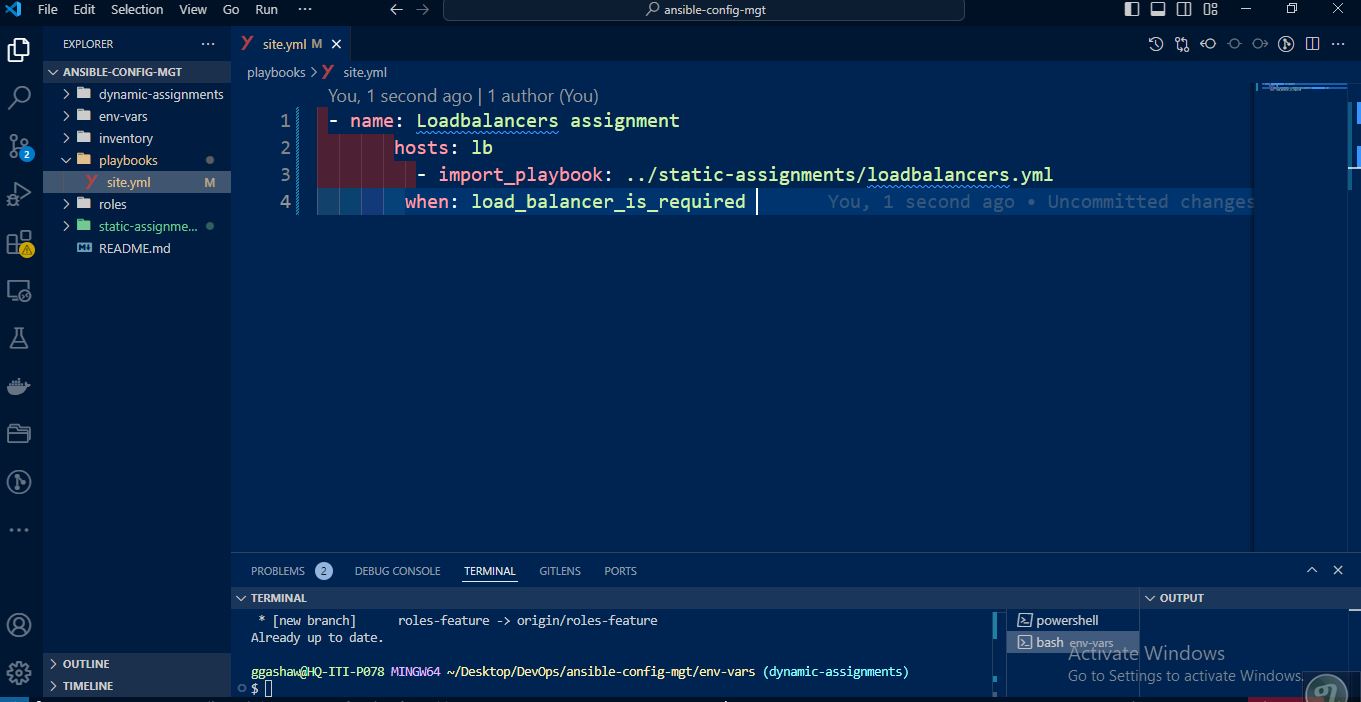 File Edit Selection View Go Run ···
ansible-config-mgt
EXPLORER ···
site.yml M
ANSIBLE-CONFIG-MGT
dynamic-assignments
env-vars
inventory
playbooks
site.yml M
roles
static-assignme...
README.md
playbooks > site.yml
You, 1 second ago | 1 author (You)
1 - name: Loadbalancers assignment
2 hosts: lb
3 - import_playbook: ../static-assignments/loadbalancers.yml
4 when: load_balancer_is_required You, 1 second ago • Uncommitted changes
2
PROBLEMS 2 DEBUG CONSOLE TERMINAL GITLENS PORTS
TERMINAL
* [new branch] roles-feature -> origin/roles-feature
Already up to date.
ggashaw@HQ-ITI-P078 MINGW64 ~/Desktop/DevOps/ansible-config-mgt/env-vars (dynamic-assignments)
$
powershell
bash env-vars
OUTPUT
OUTLINE
TIMELINE
Activate Windows
Go to Settings to activate Windows.